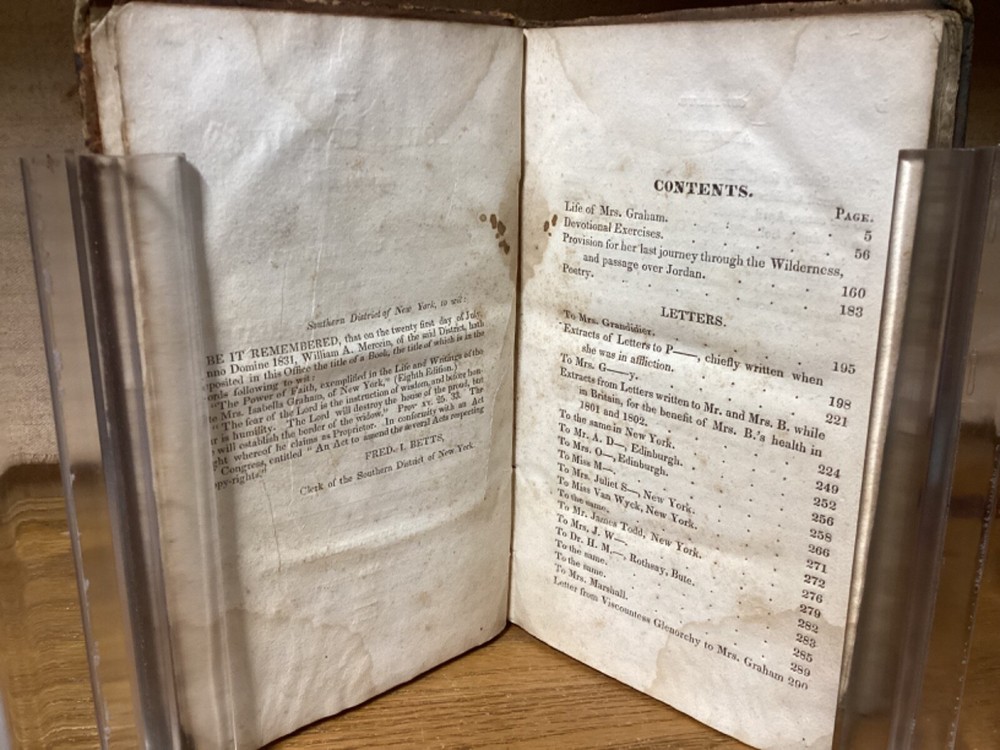 Southern District of New York, to wit:
BE IT REMEMBERED, that on the twenty first day of July,
nno Domine 1831, William A. Mercein, of the said District, hath
posited in this Office the title of a Book, the title of which is in the
ords following to wit:
"The Power of Faith, exemplified in the Life and Writings of the
te Mrs. Isabella Graham, of New York," (Eighth Edition.)
"The fear of the Lord is the instruction of wisdom, and before hon-
r is humility. The Lord will destroy the house of the proud, but
will establish the border of the widow." Prov xv. 25. 33. The
ght whereof he claims as Proprietor. In conformity with an Act
Congress, entitled "An Act to amend the several Acts respecting
opy-rights."
FRED. I. BETTS,
Clerk of the Southern District of New York
CONTENTS.
PAGE.
Life of Mrs. Graham. 5
Devotional Exercises. 56
Provision for her last journey through the Wilderness,
and passage over Jordan. 160
Poetry. 183
LETTERS.
To Mrs. Grandidier. 195
Extracts of Letters to P——, chiefly written when
she was in affliction. 198
To Mrs. G—y. 221
Extracts from Letters written to Mr. and Mrs. B. while
in Britain, for the benefit of Mrs. B.'s health in
1801 and 1802. 224
To the same in New York. 249
To Mr. A. D—, Edinburgh. 252
To Mrs. O—, Edinburgh. 256
To Miss M—. 258
To Mrs. Juliet S—, New York. 266
To Miss Van Wyck, New York. 271
To the same. 272
To Mr. James Todd, New York. 276
To Mrs. J. W—. 279
To Dr. H. M.—, Rothsay, Bute. 282
To the same. 283
To the same. 285
To Mrs. Marshall. 289
Letter from Viscountess Glenorchy to Mrs. Graham 290